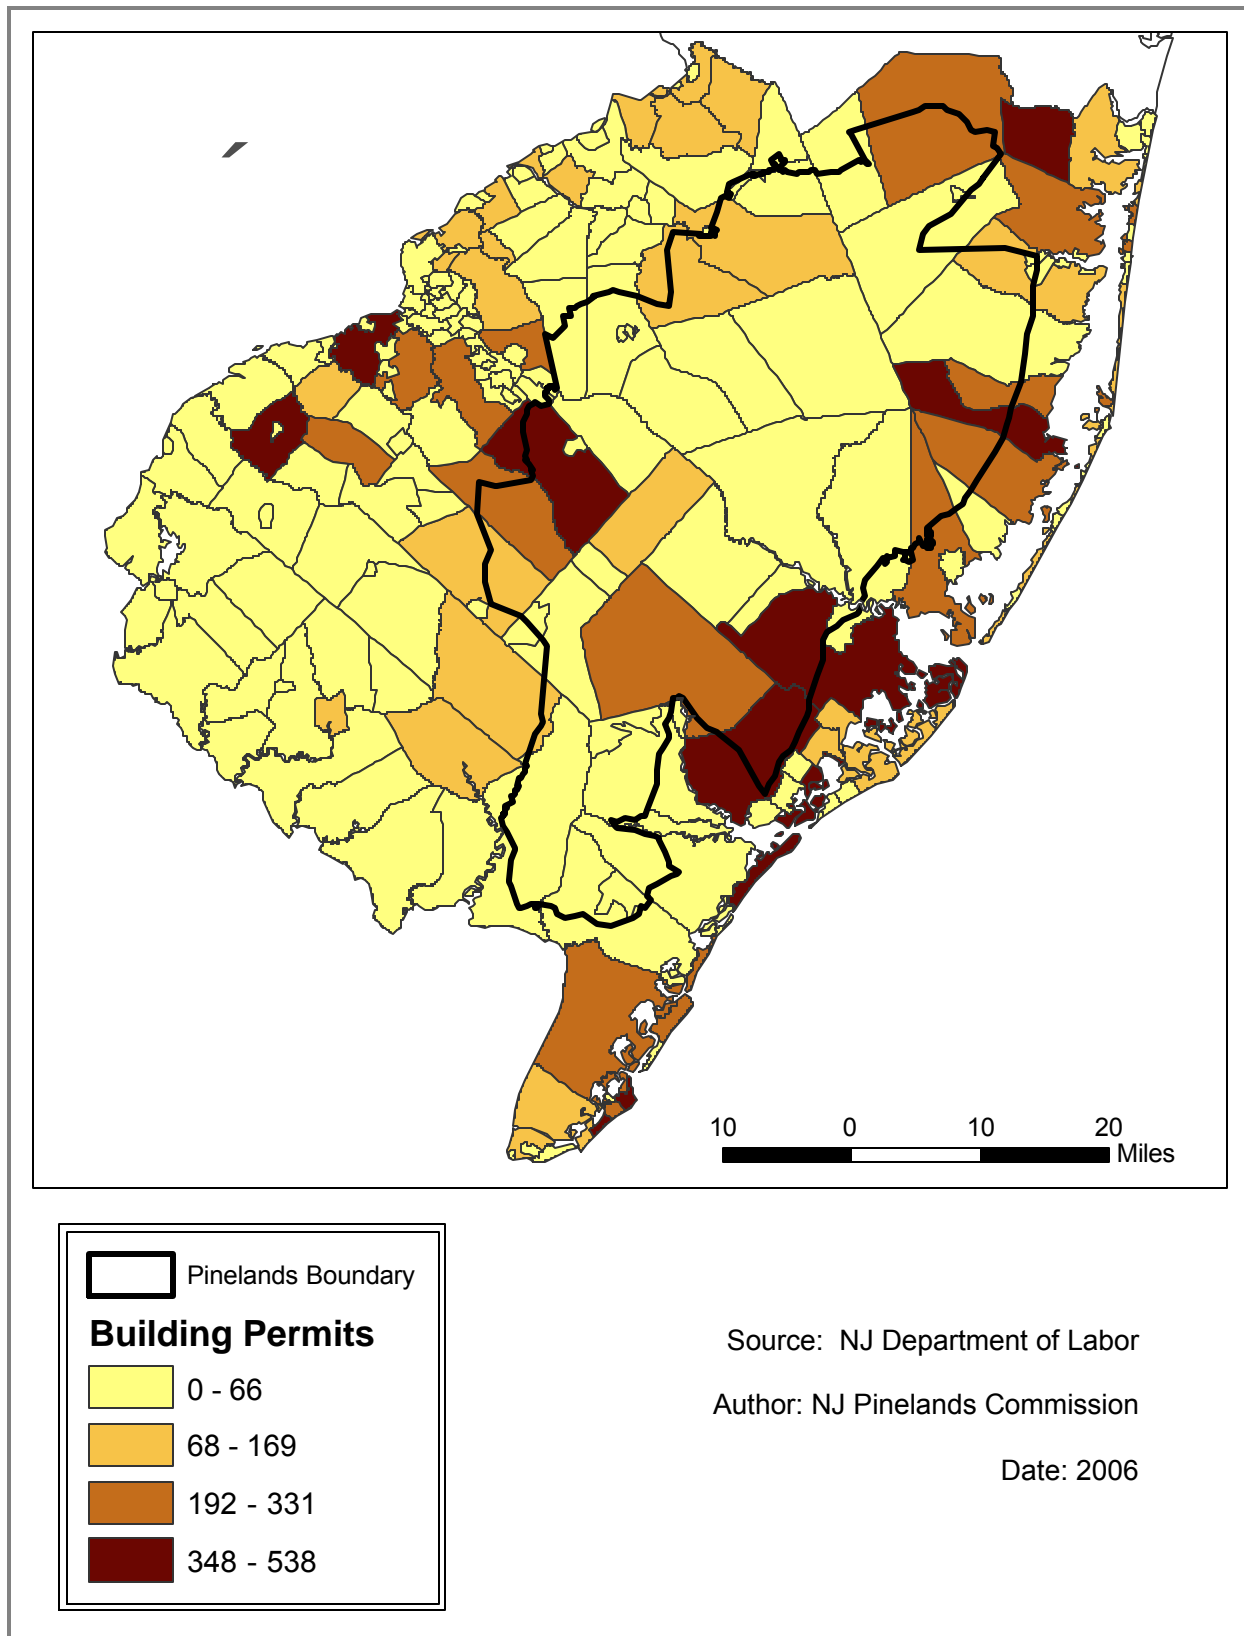 10 0 10 20
Miles
Pinelands Boundary
Building Permits
0 - 66
68 - 169
192 - 331
348 - 538
Source: NJ Department of Labor
Author: NJ Pinelands Commission
Date: 2006